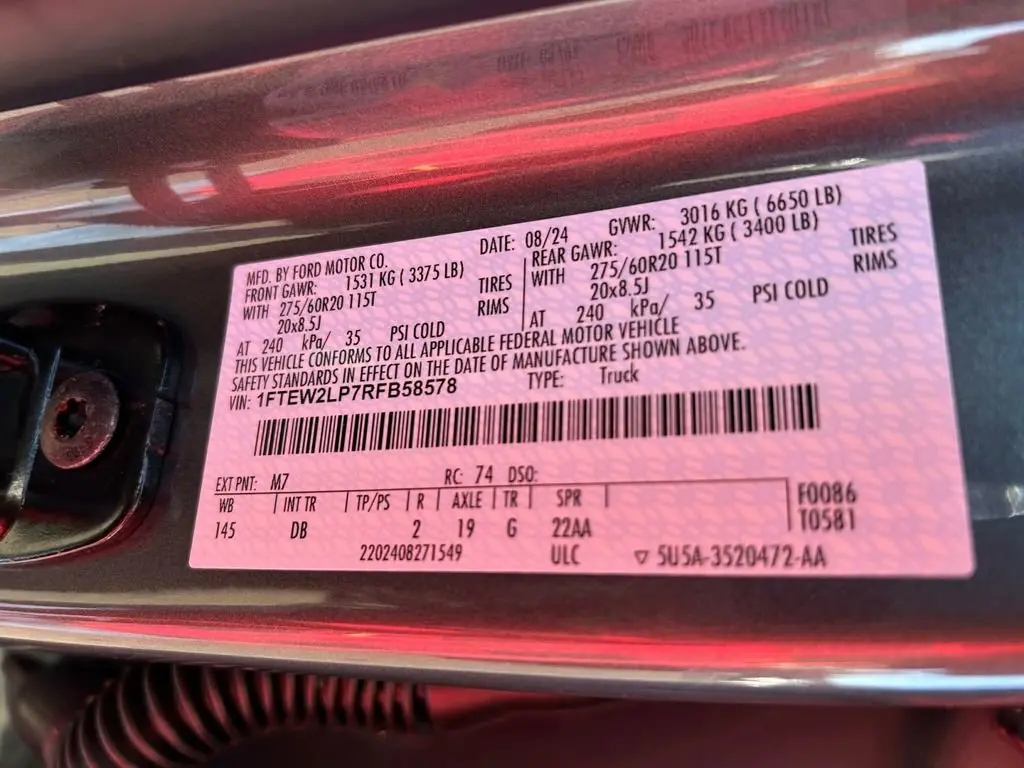 MFD. BY FORD MOTOR CO. DATE: 08/24 GVWR: 3016 KG ( 6650 LB)
FRONT GAWR: 1531 KG ( 3375 LB) REAR GAWR: 1542 KG ( 3400 LB)
WITH 275/60R20 115T TIRES WITH 275/60R20 115T TIRES
20x8.5J RIMS 20x8.5J RIMS
AT 240 kPa/ 35 PSI COLD AT 240 kPa/ 35 PSI COLD
THIS VEHICLE CONFORMS TO ALL APPLICABLE FEDERAL MOTOR VEHICLE
SAFETY STANDARDS IN EFFECT ON THE DATE OF MANUFACTURE SHOWN ABOVE.
VIN: 1FTEW2LP7RFB58578 TYPE: Truck
EXT PNT: M7 RC: 74 DSO:
WB INT TR TP/PS R AXLE TR SPR F0086
145 DB 2 19 G 22AA T0581
2202408271549 ULC ▽ 5U5A-3520472-AA